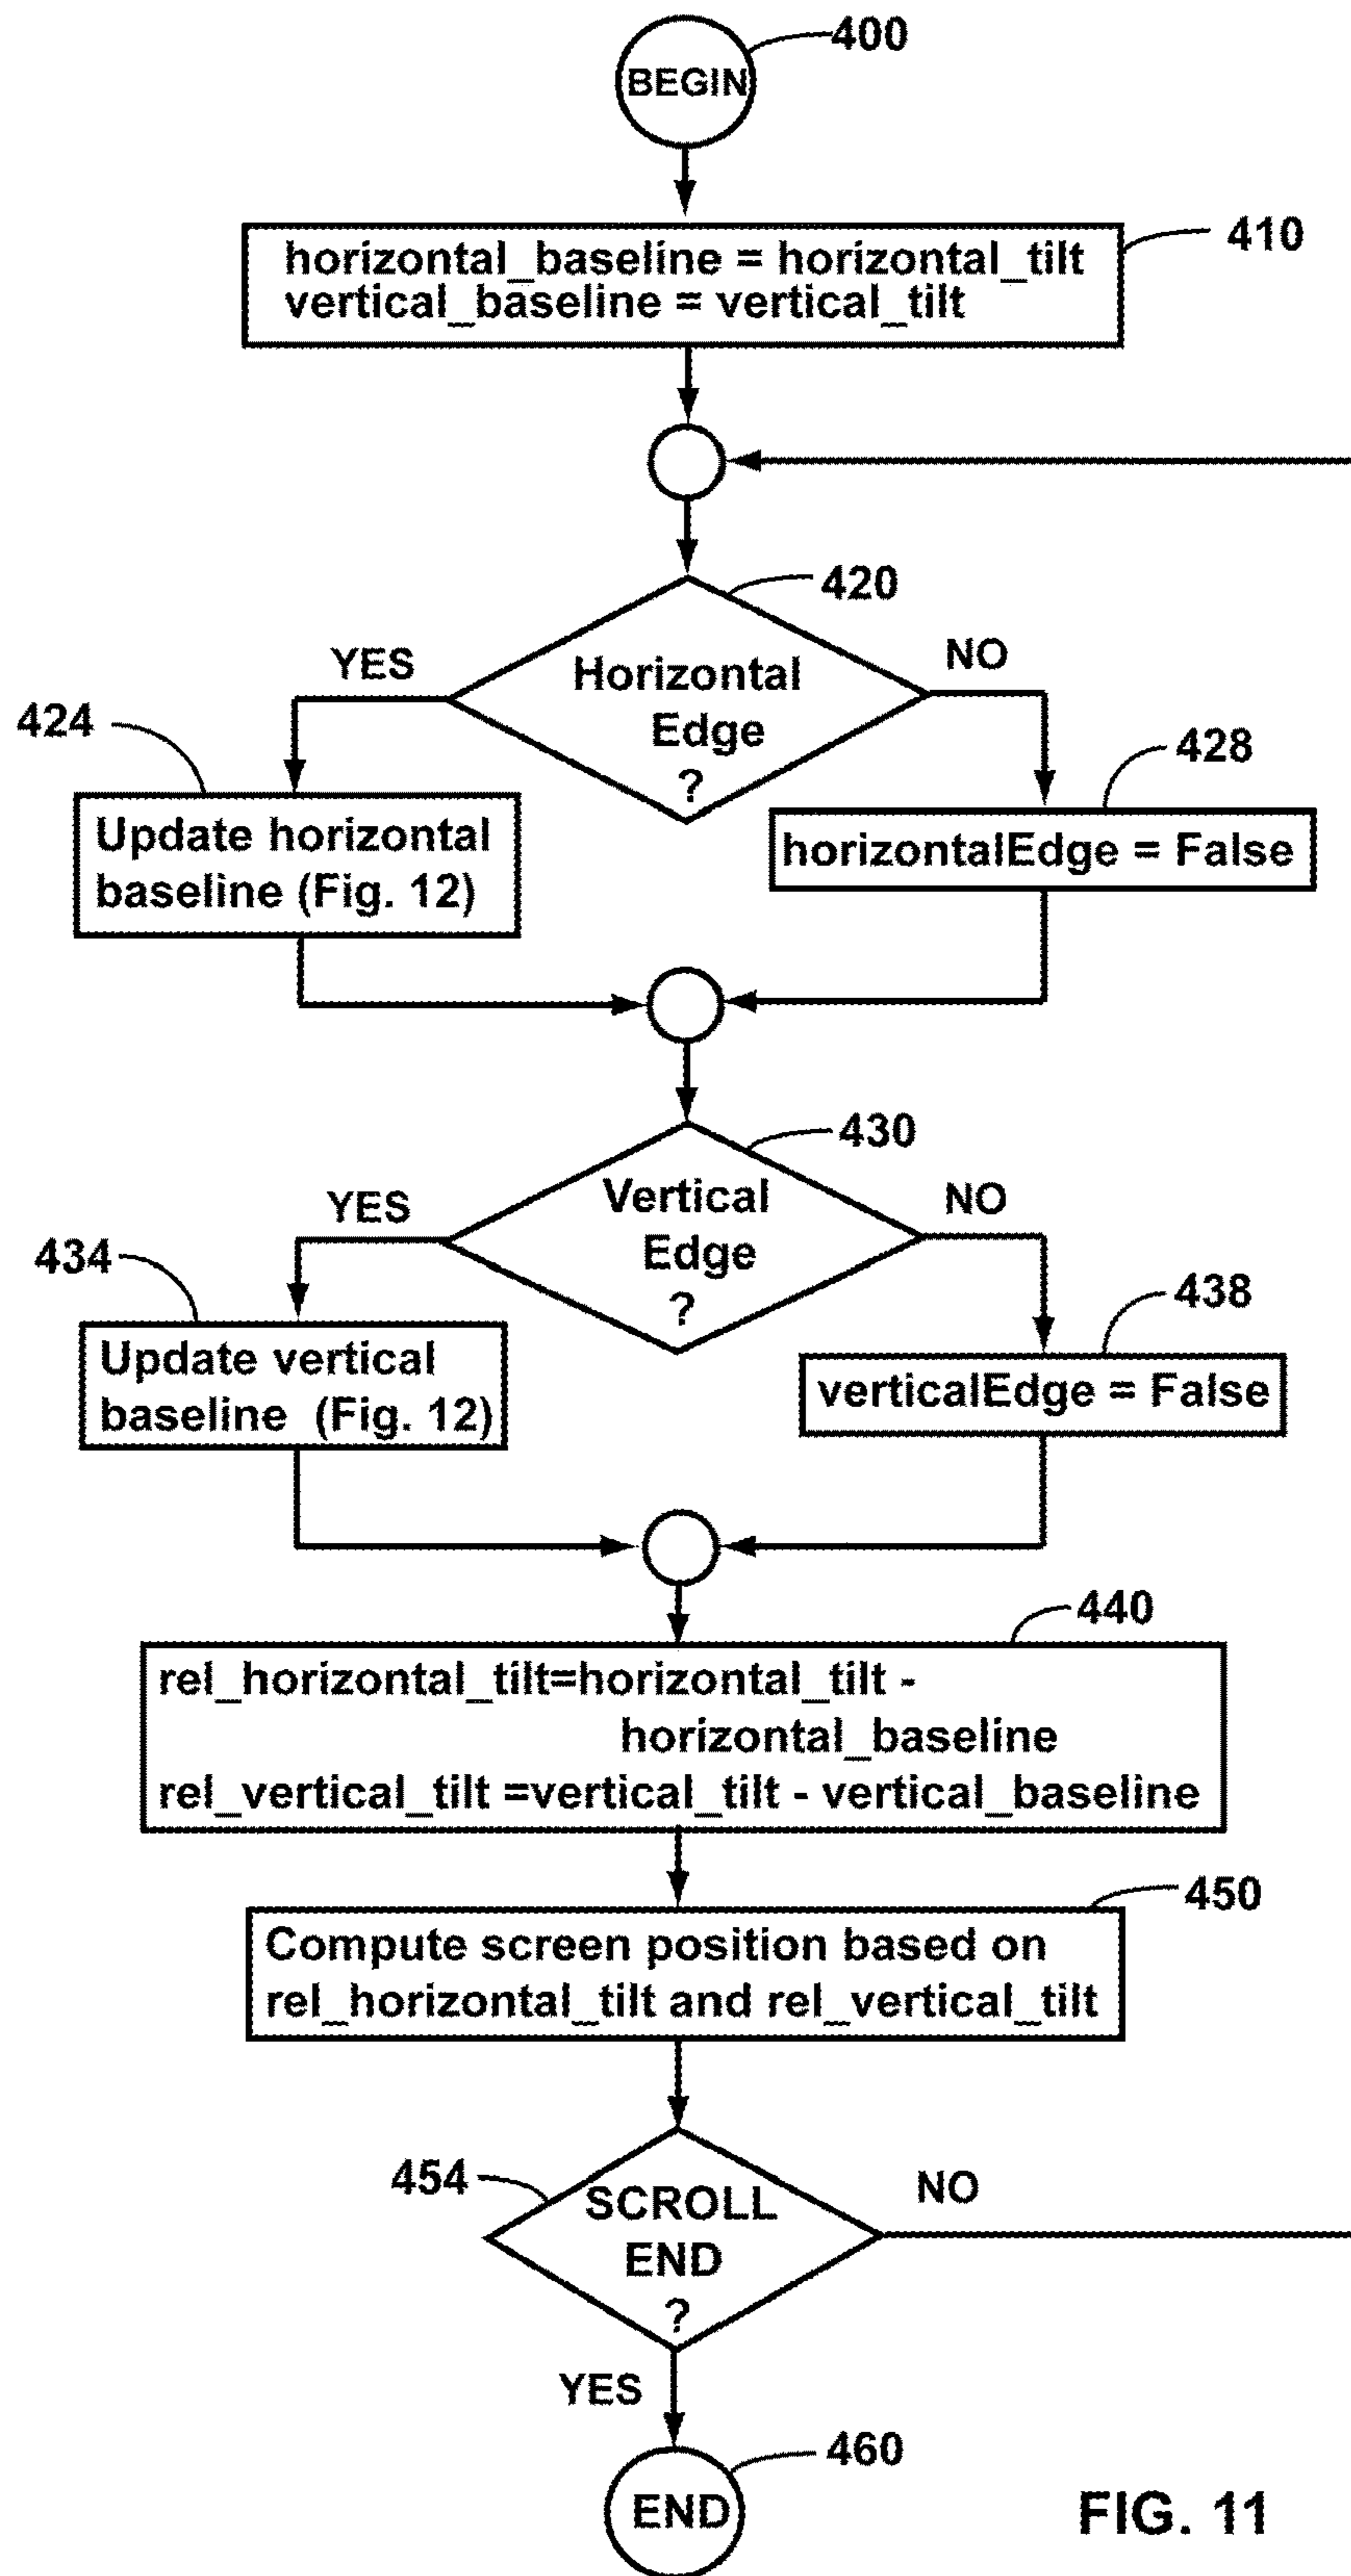 400
BEGIN
410
horizontal_baseline = horizontal_tilt
vertical_baseline = vertical_tilt
420
YES
NO
Horizontal
Edge
?
424
428
Update horizontal
baseline (Fig. 12)
horizontalEdge = False
430
YES
NO
Vertical
Edge
?
434
438
Update vertical
baseline (Fig. 12)
verticalEdge = False
440
rel_horizontal_tilt=horizontal_tilt -
horizontal_baseline
rel_vertical_tilt =vertical_tilt - vertical_baseline
450
Compute screen position based on
rel_horizontal_tilt and rel_vertical_tilt
454
NO
SCROLL
END
?
YES
460
END
FIG. 11